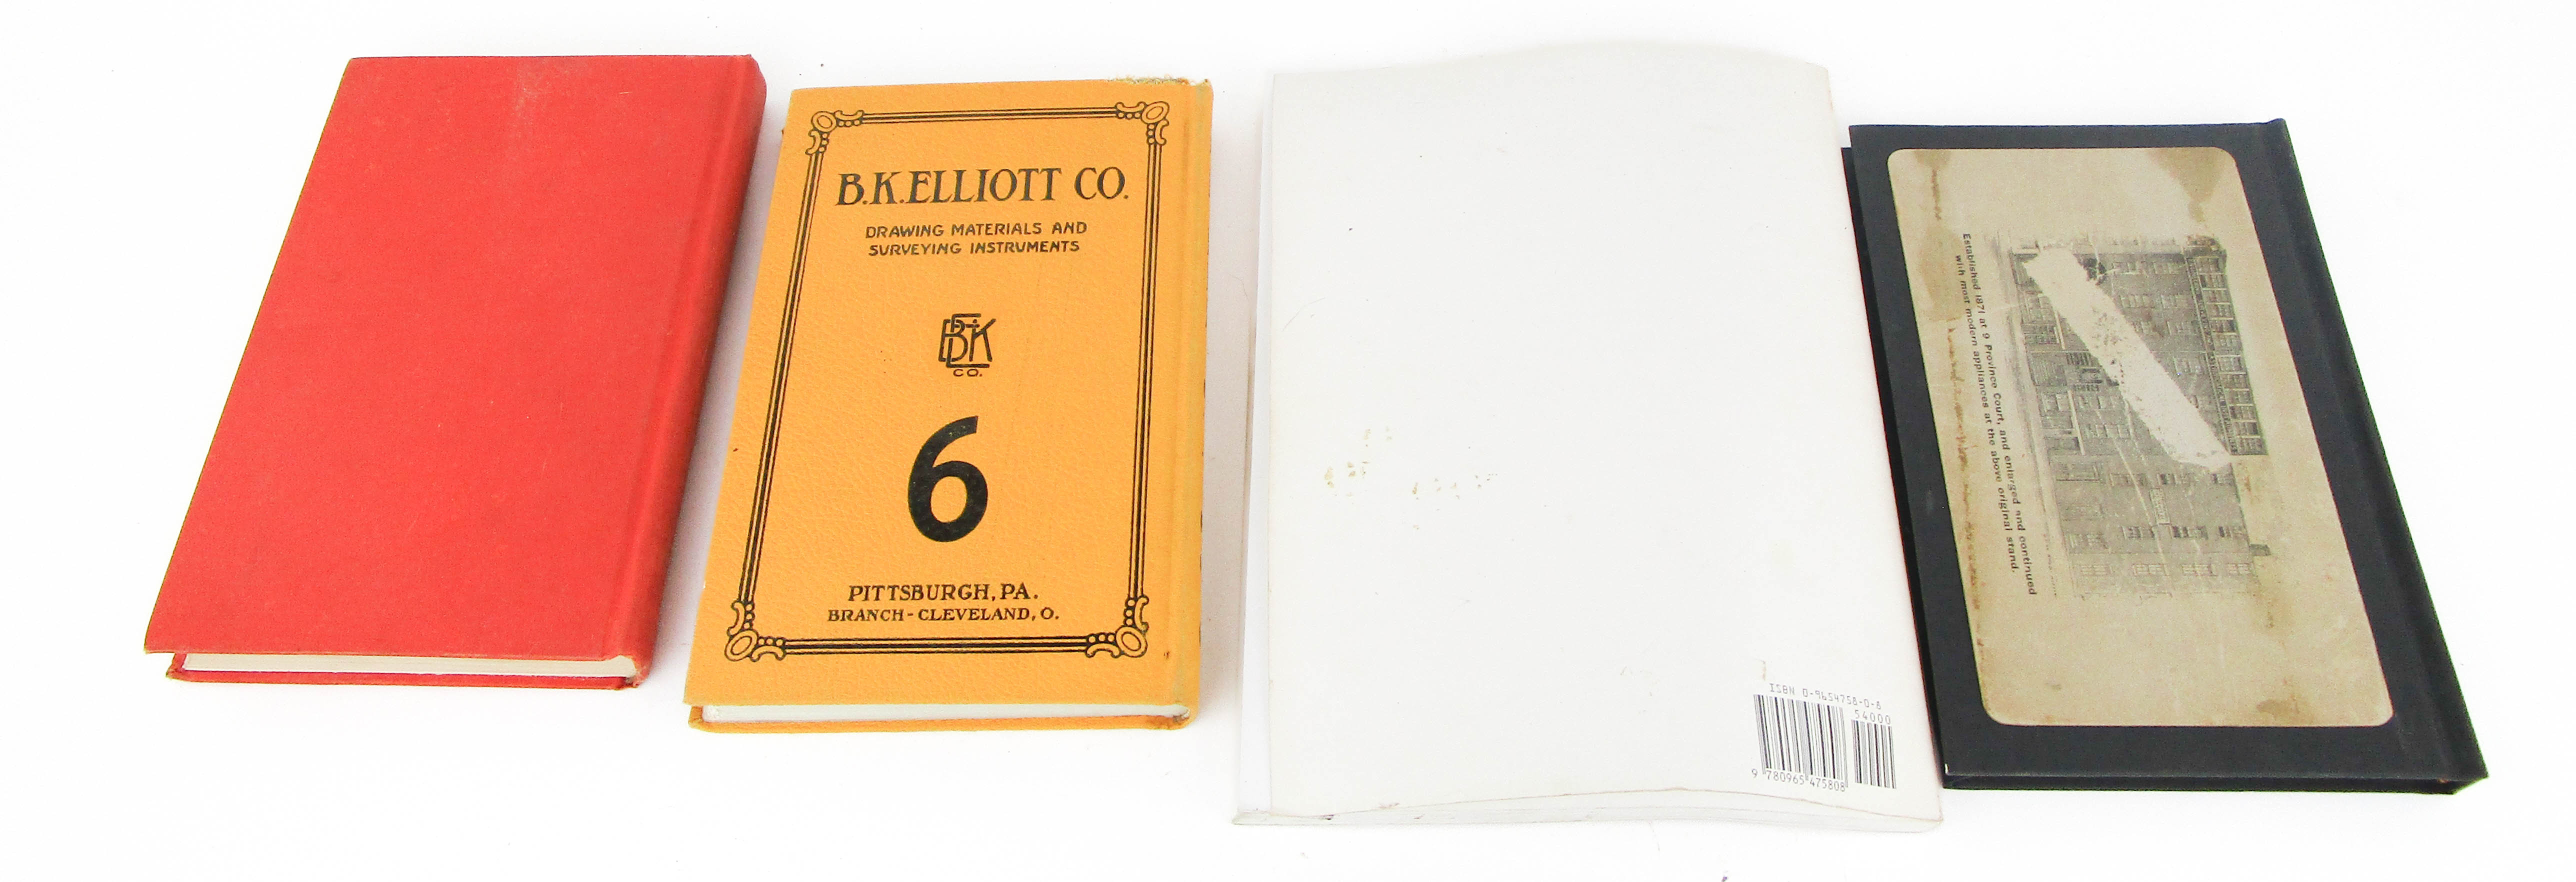 B.K.ELLIOTT CO.
DRAWING MATERIALS AND
SURVEYING INSTRUMENTS
BEK
CO.
6
PITTSBURGH, PA.
BRANCH - CLEVELAND, O.
ISBN 0-9654758-0-8
54000
9 780965 475808
Established 1871 at 9 Province Court, and enlarged and continued
with most modern appliances at the above original stand.